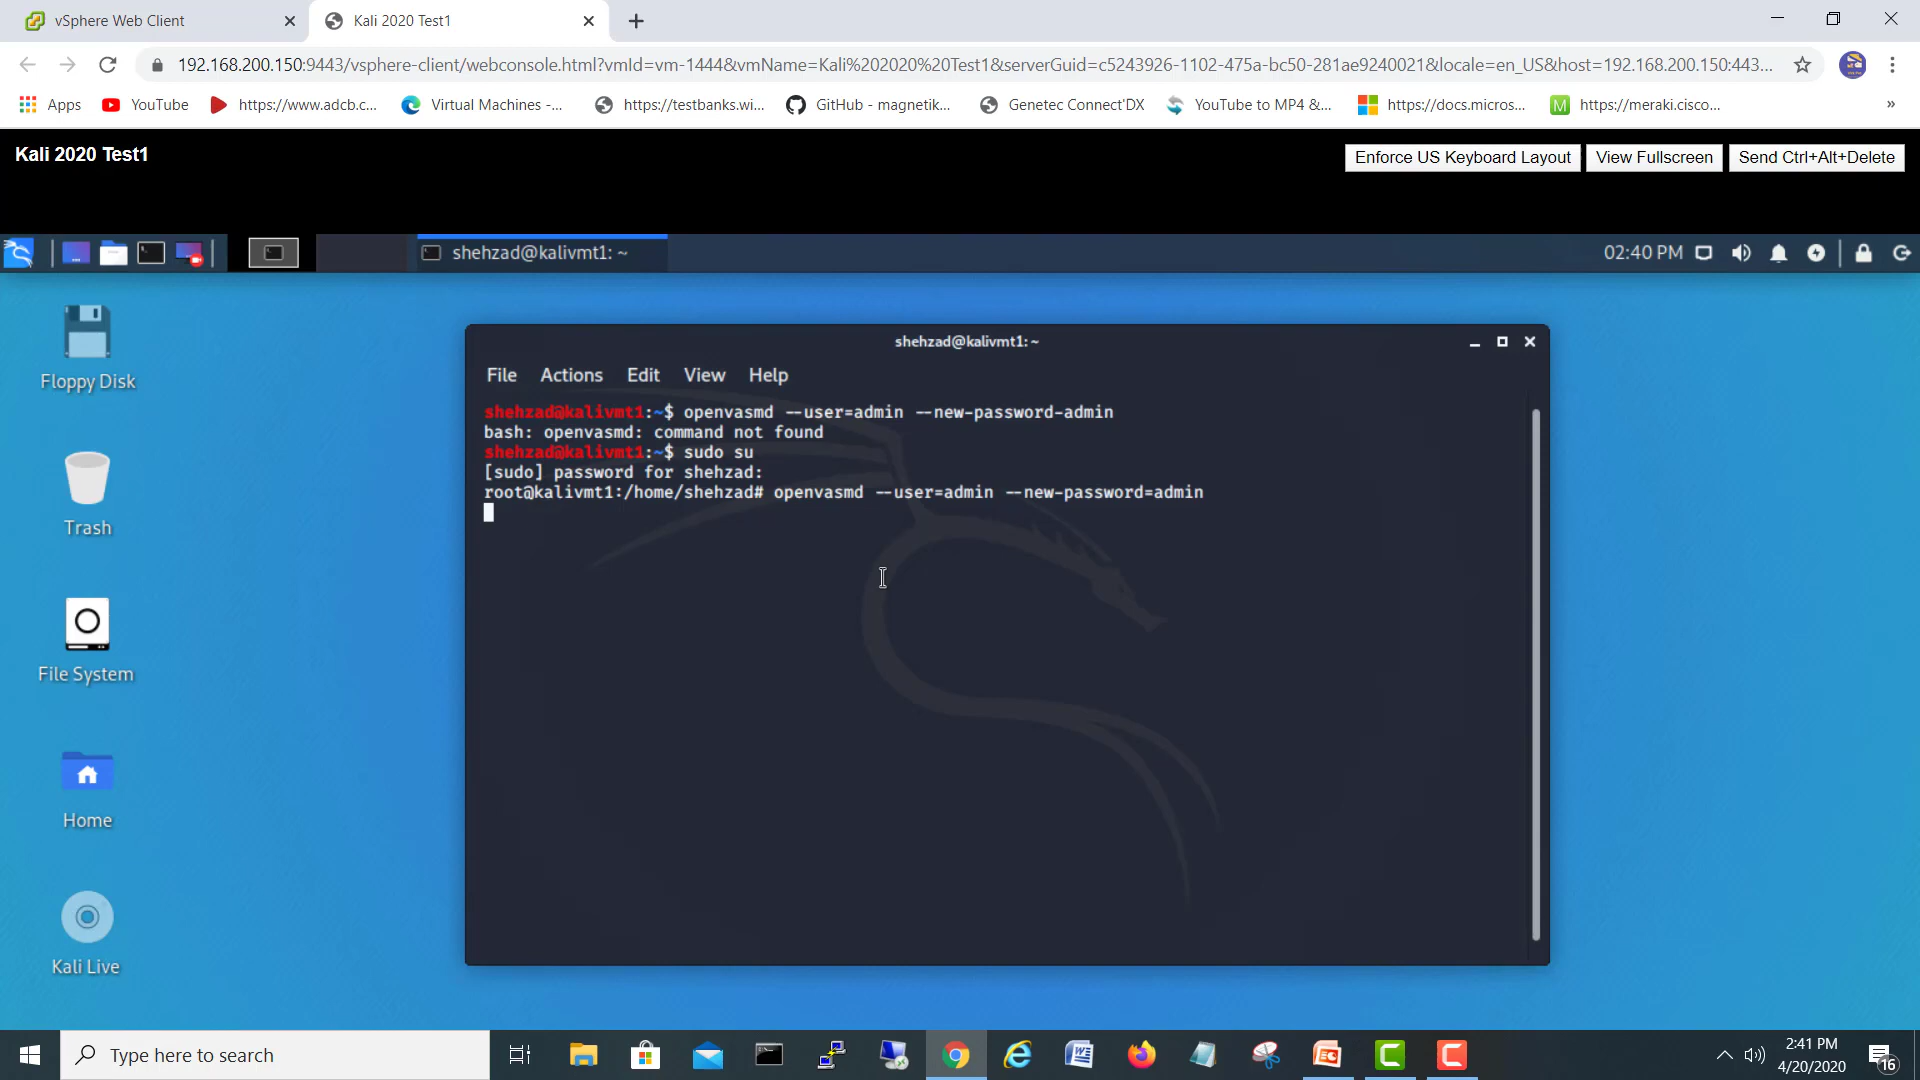 vSphere Web Client
Kali 2020 Test1
192.168.200.150:9443/vsphere-client/webconsole.html?vmId=vm-1444&vmName=Kali%202020%20Test1&serverGuid=c5243926-1102-475a-bc50-281ae9240021&locale=en_US&host=192.168.200.150:443...
Apps
YouTube
https://www.adcb.c...
Virtual Machines -...
https://testbanks.wi...
GitHub - magnetik...
Genetec Connect'DX
YouTube to MP4 &...
https://docs.micros...
M
https://meraki.cisco...
»
Kali 2020 Test1
Enforce US Keyboard Layout
View Fullscreen
Send Ctrl+Alt+Delete
shehzad@kalivmt1: ~
02:40 PM
Floppy Disk
Trash
File System
Home
Kali Live
shehzad@kalivmt1: ~
File Actions Edit View Help
shehzad@kalivmt1:~$ openvasmd --user=admin --new-password-admin
bash: openvasmd: command not found
shehzad@kalivmt1:~$ sudo su
[sudo] password for shehzad:
root@kalivmt1:/home/shehzad# openvasmd --user=admin --new-password=admin
Type here to search
2:41 PM
4/20/2020
16